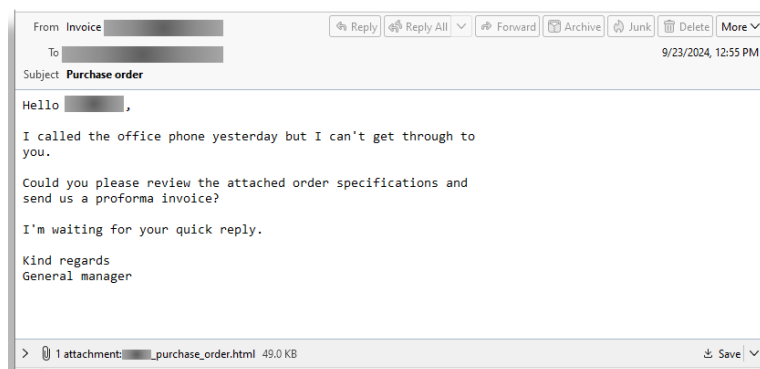 From Invoice
Reply Reply All Forward Archive Junk Delete More
To
9/23/2024, 12:55 PM
Subject Purchase order
Hello ,
I called the office phone yesterday but I can't get through to
you.
Could you please review the attached order specifications and
send us a proforma invoice?
I'm waiting for your quick reply.
Kind regards
General manager
1 attachment: _purchase_order.html 49.0 KB
Save